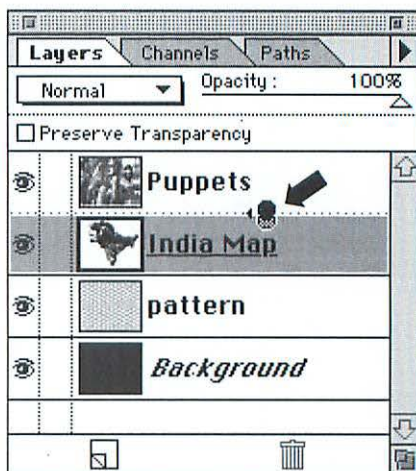 Layers Channels Paths
Normal Opacity: 100%
Preserve Transparency
Puppets
India Map
pattern
Background